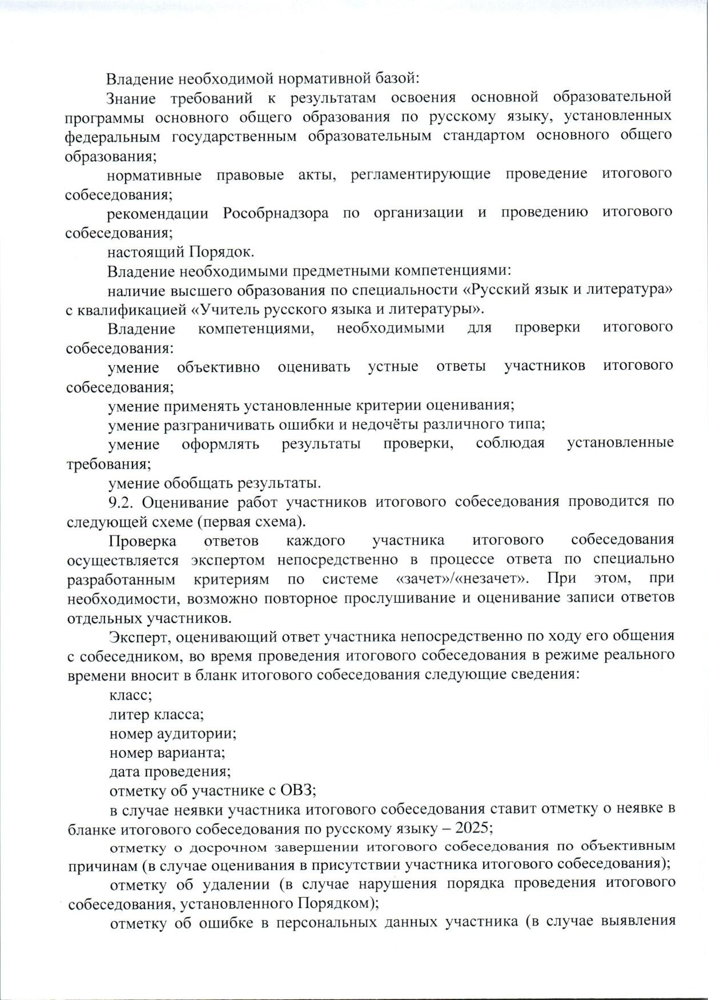 Владение необходимой нормативной базой:
Знание требований к результатам освоения основной образовательной
программы основного общего образования по русскому языку, установленных
федеральным государственным образовательным стандартом основного общего
образования;
нормативные правовые акты, регламентирующие проведение итогового
собеседования;
рекомендации Рособрнадзора по организации и проведению итогового
собеседования;
настоящий Порядок.
Владение необходимыми предметными компетенциями:
наличие высшего образования по специальности «Русский язык и литература»
с квалификацией «Учитель русского языка и литературы».
Владение компетенциями, необходимыми для проверки итогового
собеседования:
умение объективно оценивать устные ответы участников итогового
собеседования;
умение применять установленные критерии оценивания;
умение разграничивать ошибки и недочёты различного типа;
умение оформлять результаты проверки, соблюдая установленные
требования;
умение обобщать результаты.
9.2. Оценивание работ участников итогового собеседования проводится по
следующей схеме (первая схема).
Проверка ответов каждого участника итогового собеседования
осуществляется экспертом непосредственно в процессе ответа по специально
разработанным критериям по системе «зачет»/«незачет». При этом, при
необходимости, возможно повторное прослушивание и оценивание записи ответов
отдельных участников.
Эксперт, оценивающий ответ участника непосредственно по ходу его общения
с собеседником, во время проведения итогового собеседования в режиме реального
времени вносит в бланк итогового собеседования следующие сведения:
класс;
литер класса;
номер аудитории;
номер варианта;
дата проведения;
отметку об участнике с ОВЗ;
в случае неявки участника итогового собеседования ставит отметку о неявке в
бланке итогового собеседования по русскому языку – 2025;
отметку о досрочном завершении итогового собеседования по объективным
причинам (в случае оценивания в присутствии участника итогового собеседования);
отметку об удалении (в случае нарушения порядка проведения итогового
собеседования, установленного Порядком);
отметку об ошибке в персональных данных участника (в случае выявления